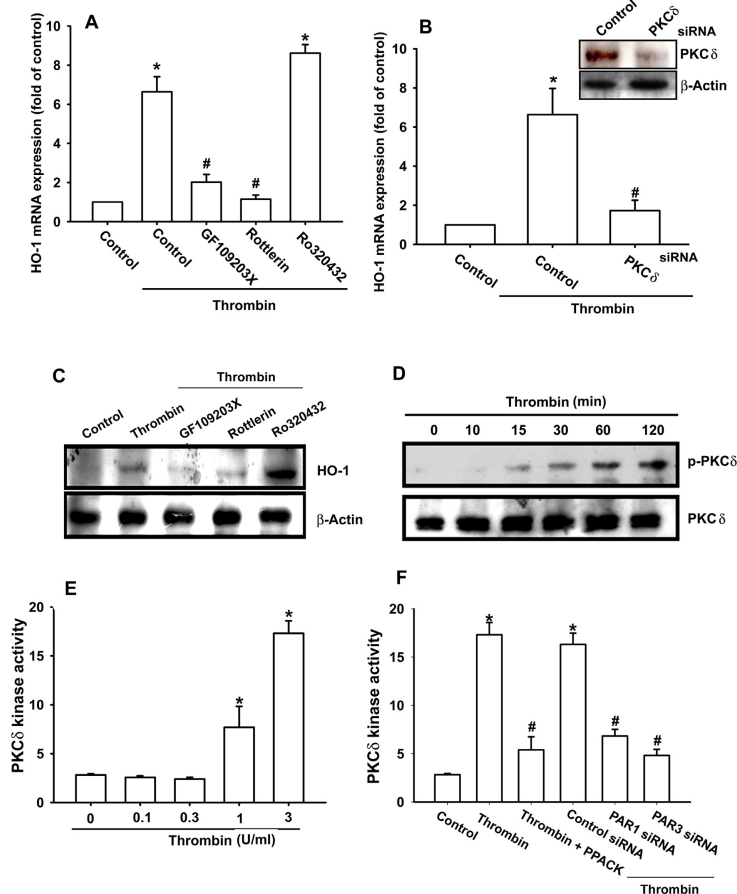 A
HO-1 mRNA expression (fold of control)
10
8
6
4
2
0
*
#
#
*
Control
Control
GF109203X
Rottlerin
Ro320432
Thrombin
B
Control
PKCδ
siRNA
PKCδ
β-Actin
HO-1 mRNA expression (fold of control)
10
8
6
4
2
0
*
#
Control
Control
PKCδ
siRNA
Thrombin
C
Thrombin
Control
Thrombin
GF109203X
Rottlerin
Ro320432
HO-1
β-Actin
D
Thrombin (min)
0 10 15 30 60 120
p-PKCδ
PKCδ
E
PKCδ kinase activity
20
15
10
5
0
*
*
0 0.1 0.3 1 3
Thrombin (U/ml)
F
PKCδ kinase activity
20
15
10
5
0
*
#
*
#
#
Control
Thrombin
Thrombin + PPACK
Control siRNA
PAR1 siRNA
PAR3 siRNA
Thrombin